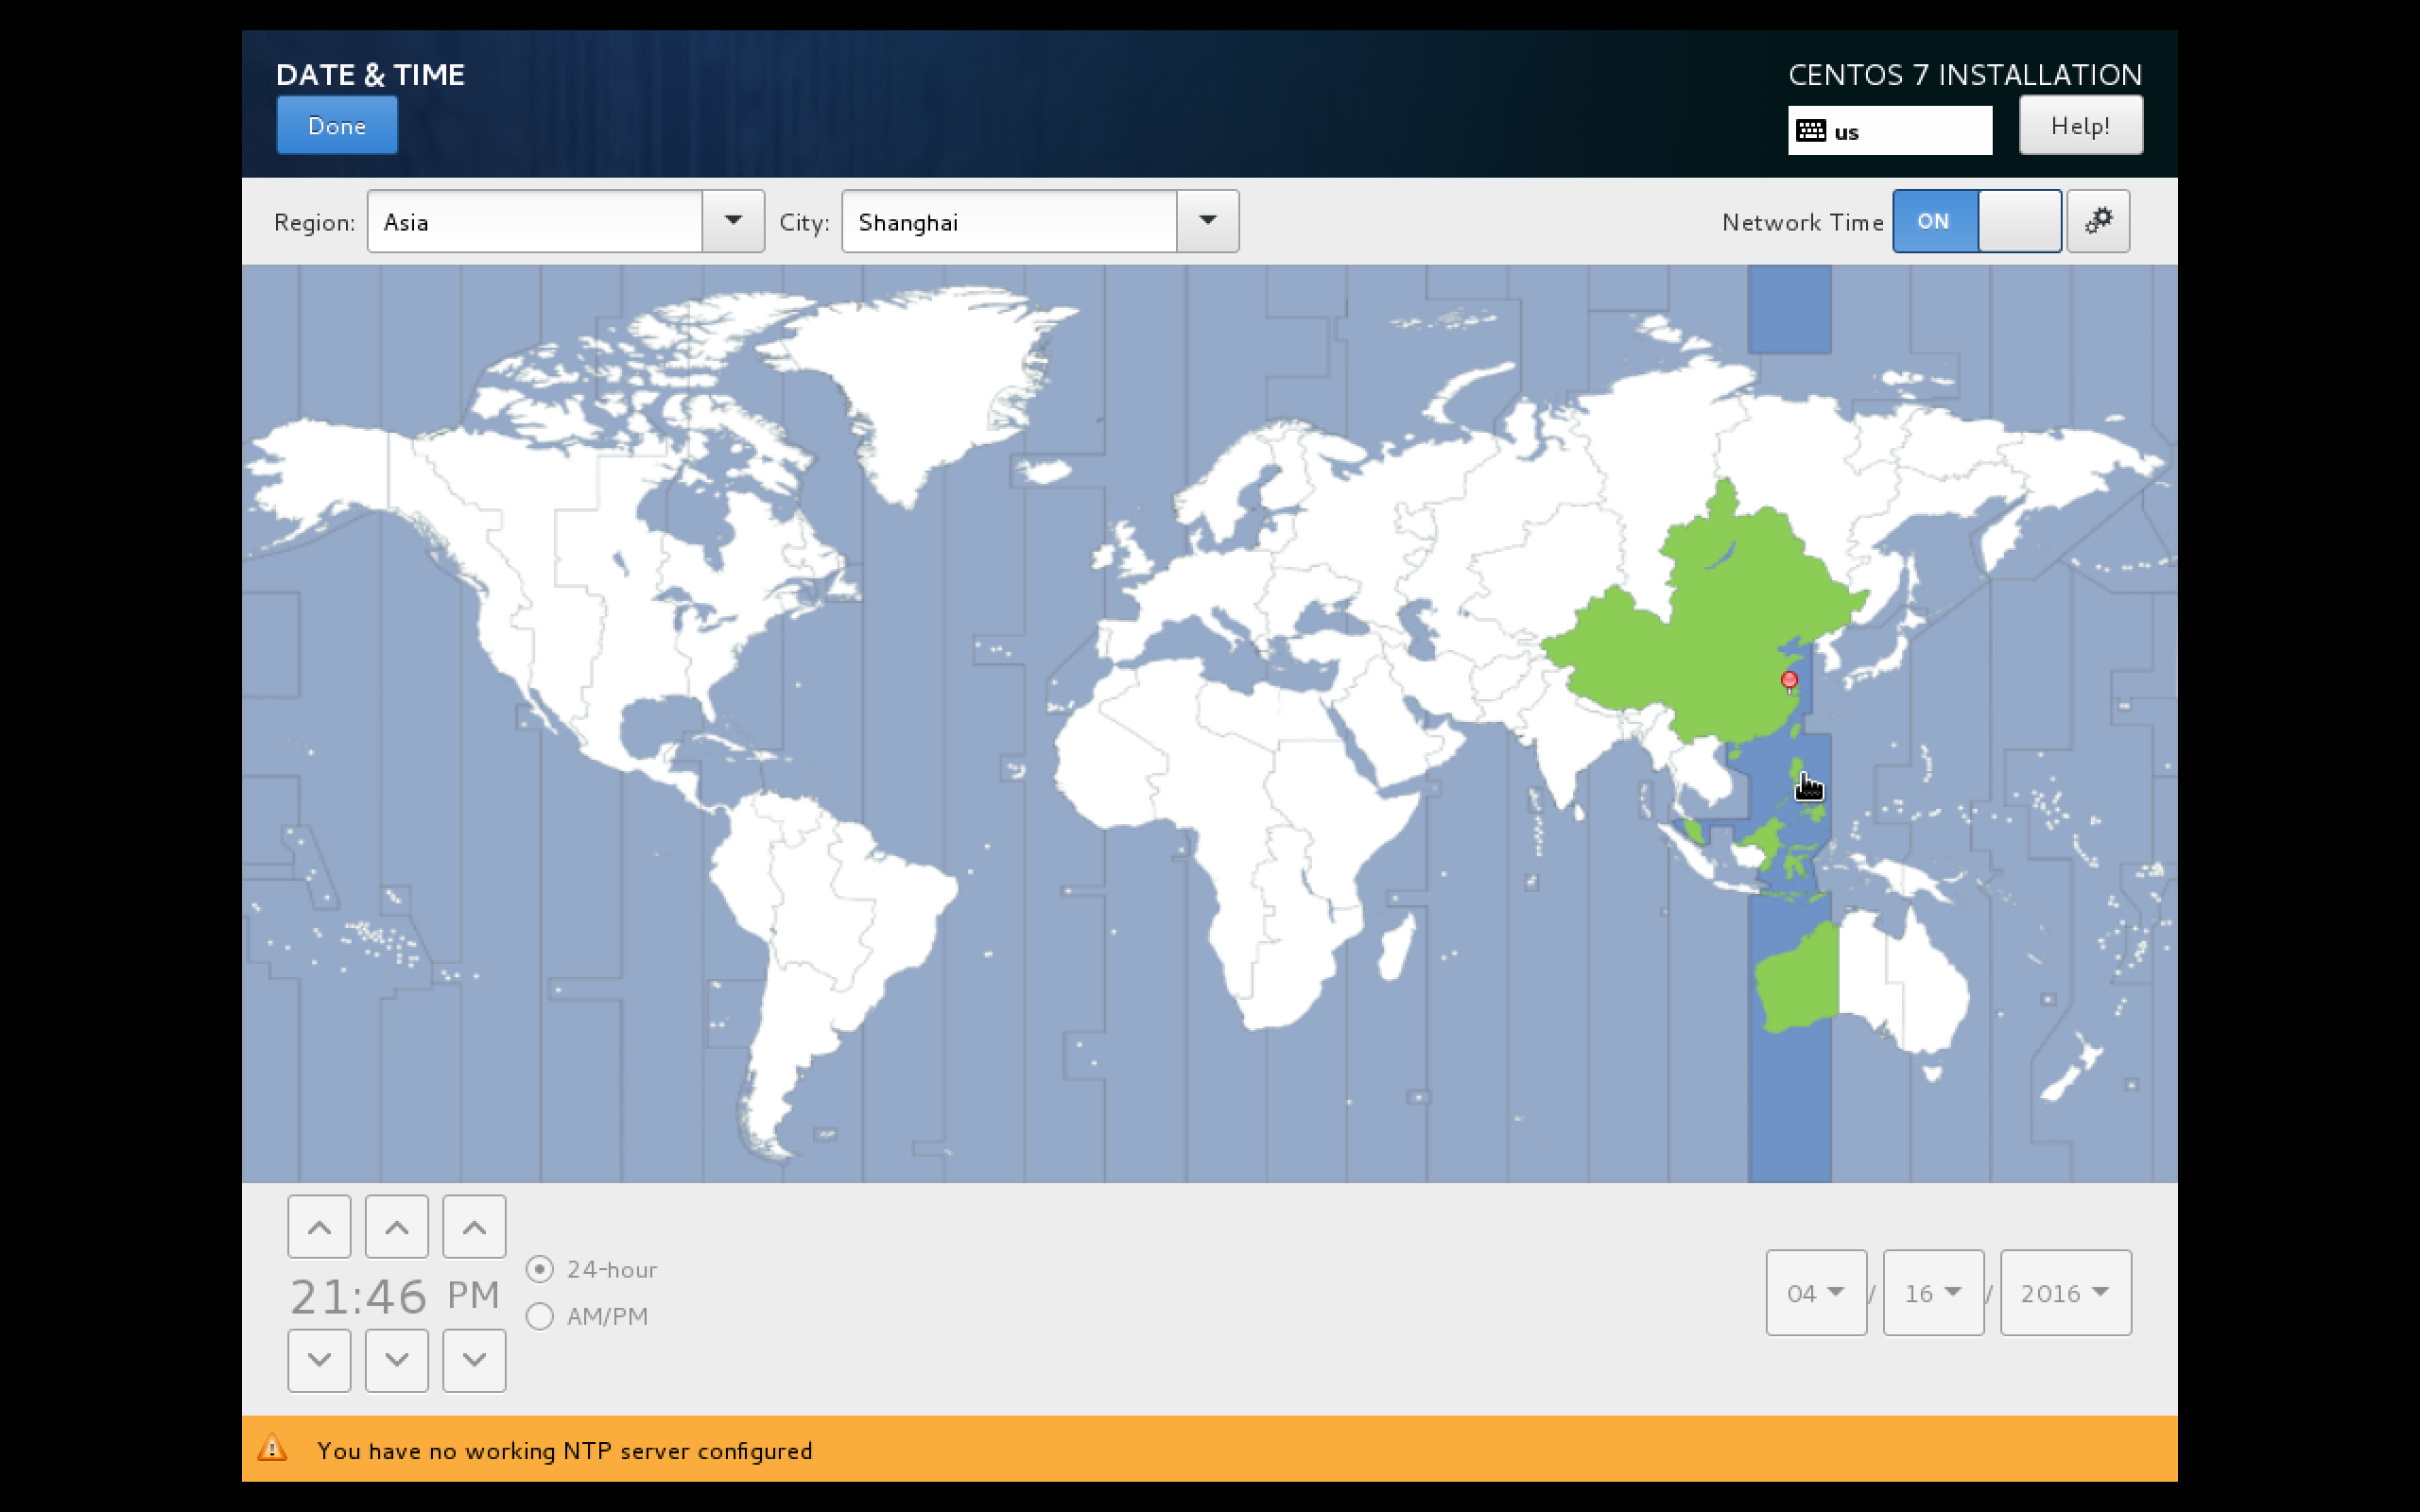 DATE & TIME
CENTOS 7 INSTALLATION
Done
us
Help!
Region: Asia City: Shanghai Network Time ON
21:46 PM
24-hour
AM/PM
04 / 16 / 2016
You have no working NTP server configured